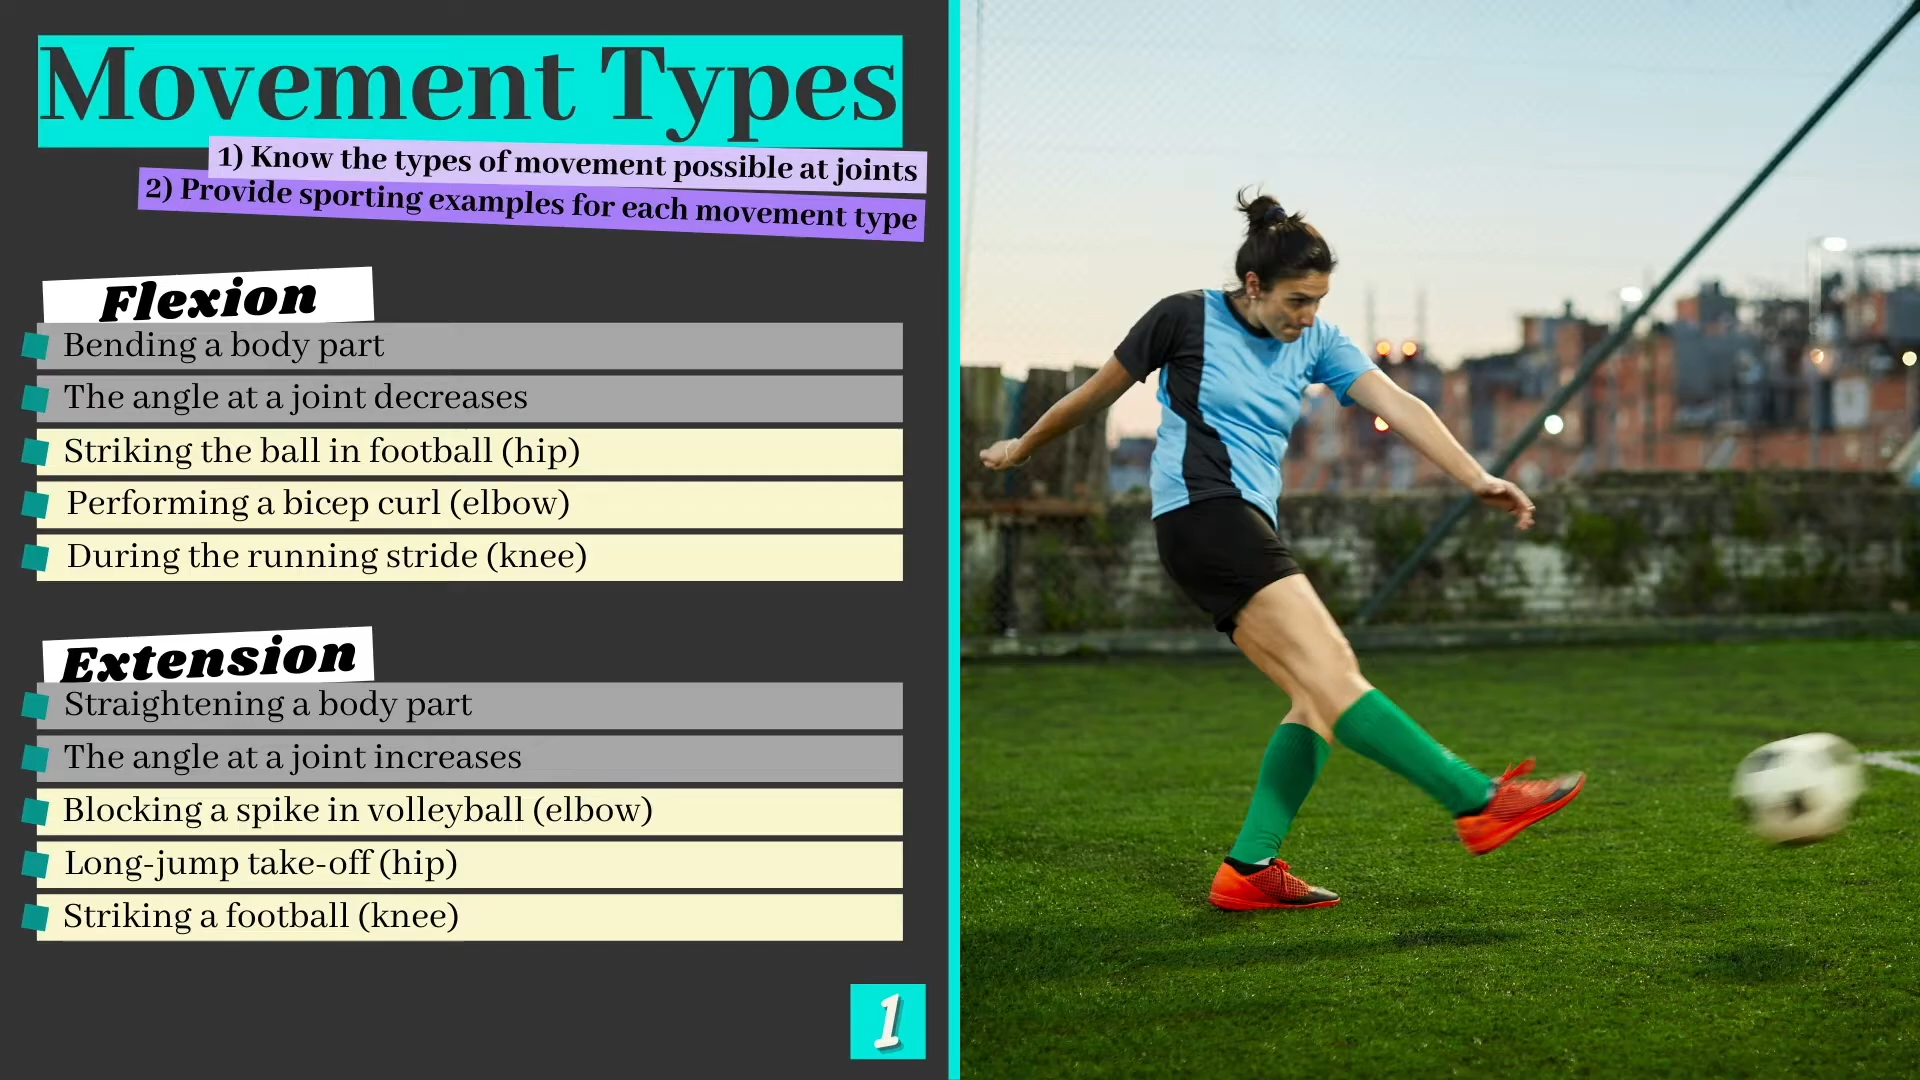 Movement Types
1) Know the types of movement possible at joints
2) Provide sporting examples for each movement type
Flexion
Bending a body part
The angle at a joint decreases
Striking the ball in football (hip)
Performing a bicep curl (elbow)
During the running stride (knee)
Extension
Straightening a body part
The angle at a joint increases
Blocking a spike in volleyball (elbow)
Long-jump take-off (hip)
Striking a football (knee)
1